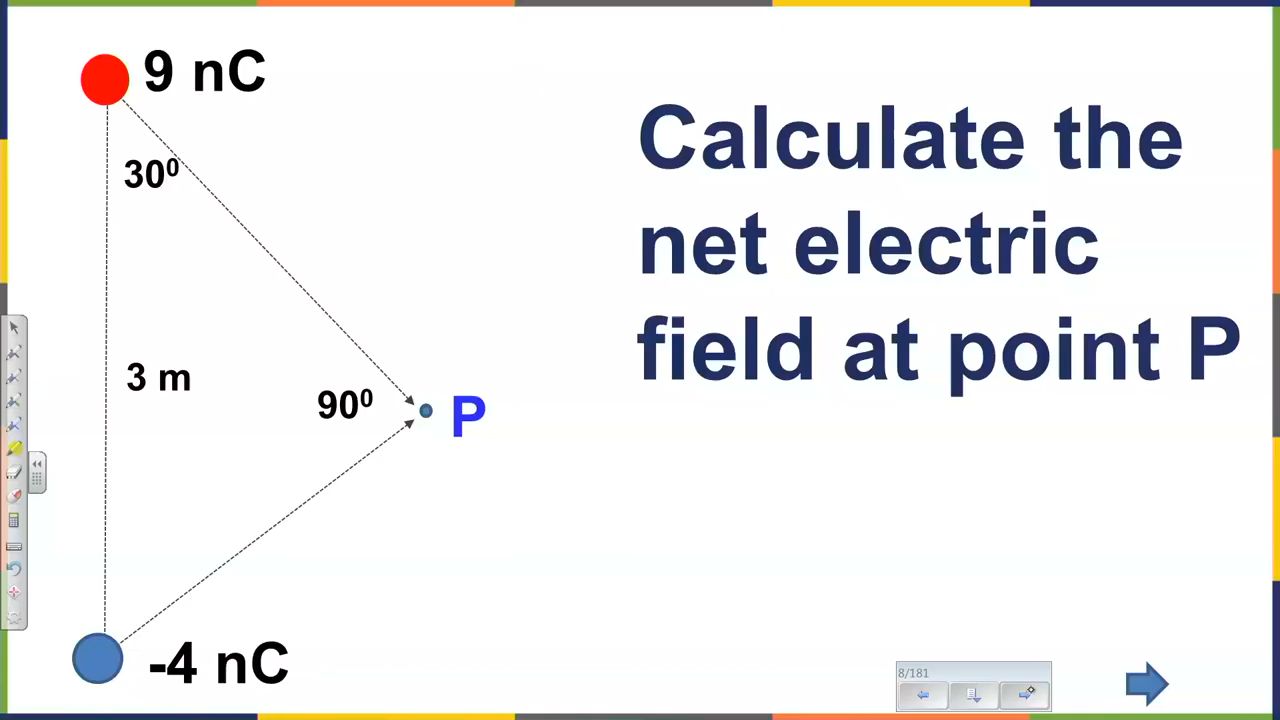 9 nC
Calculate the
net electric
field at point P
30⁰
3 m
90⁰
P
-4 nC
8/181